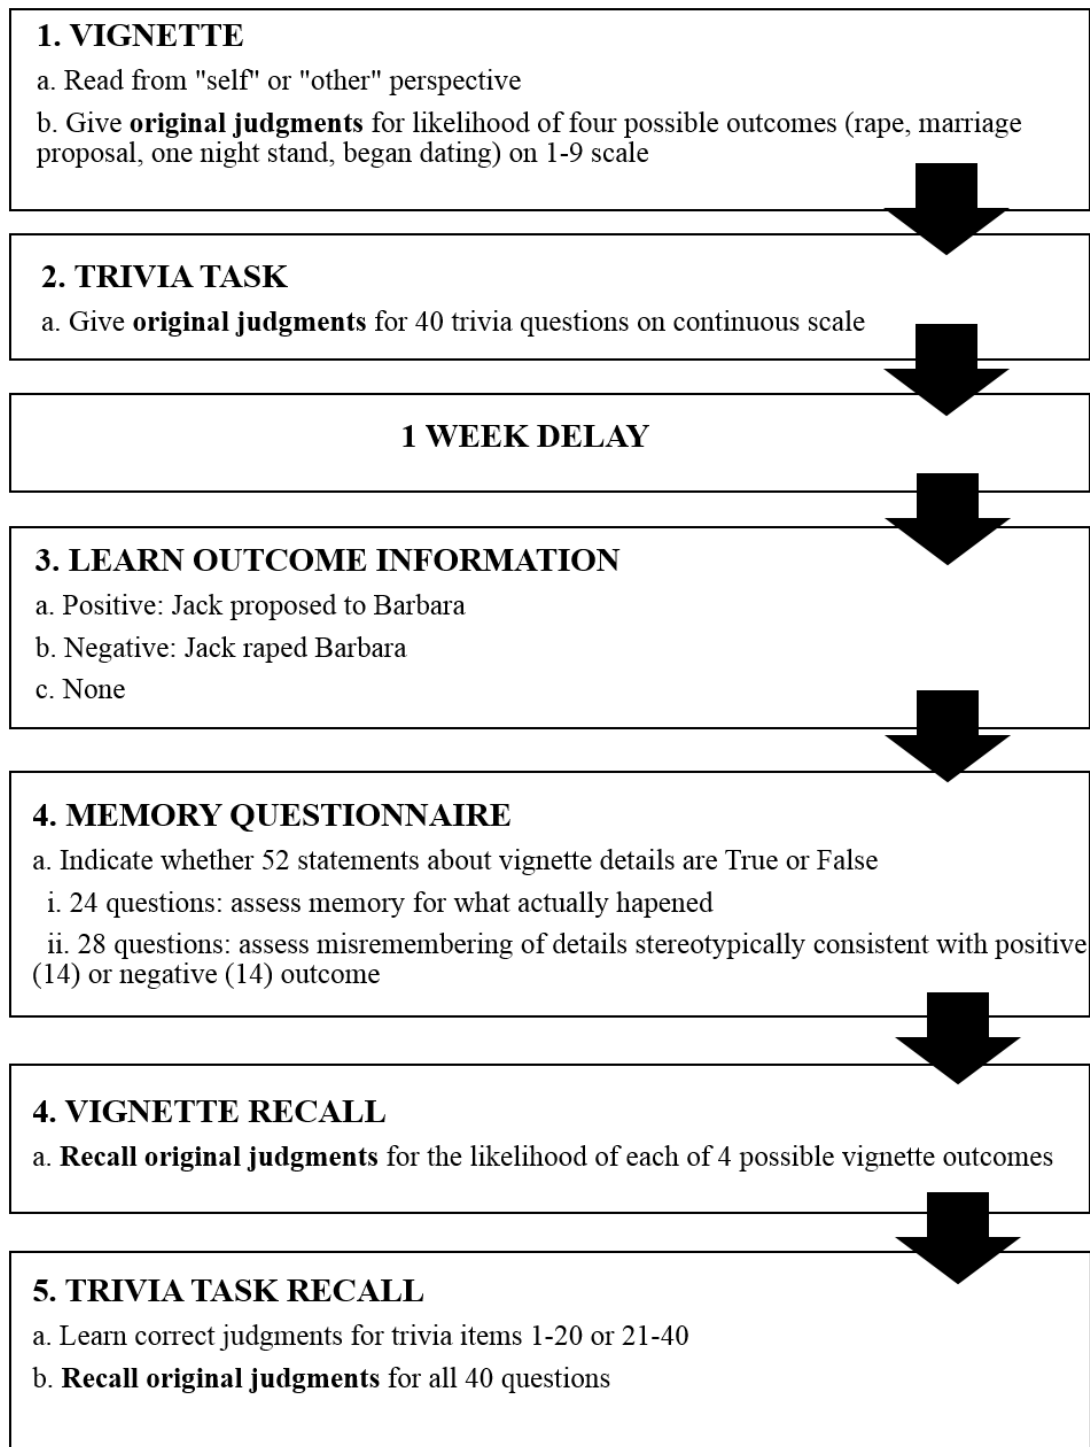 1. VIGNETTE
a. Read from "self" or "other" perspective
b. Give original judgments for likelihood of four possible outcomes (rape, marriage
proposal, one night stand, began dating) on 1-9 scale
2. TRIVIA TASK
a. Give original judgments for 40 trivia questions on continuous scale
1 WEEK DELAY
3. LEARN OUTCOME INFORMATION
a. Positive: Jack proposed to Barbara
b. Negative: Jack raped Barbara
c. None
4. MEMORY QUESTIONNAIRE
a. Indicate whether 52 statements about vignette details are True or False
i. 24 questions: assess memory for what actually hapened
ii. 28 questions: assess misremembering of details stereotypically consistent with positive
(14) or negative (14) outcome
4. VIGNETTE RECALL
a. Recall original judgments for the likelihood of each of 4 possible vignette outcomes
5. TRIVIA TASK RECALL
a. Learn correct judgments for trivia items 1-20 or 21-40
b. Recall original judgments for all 40 questions